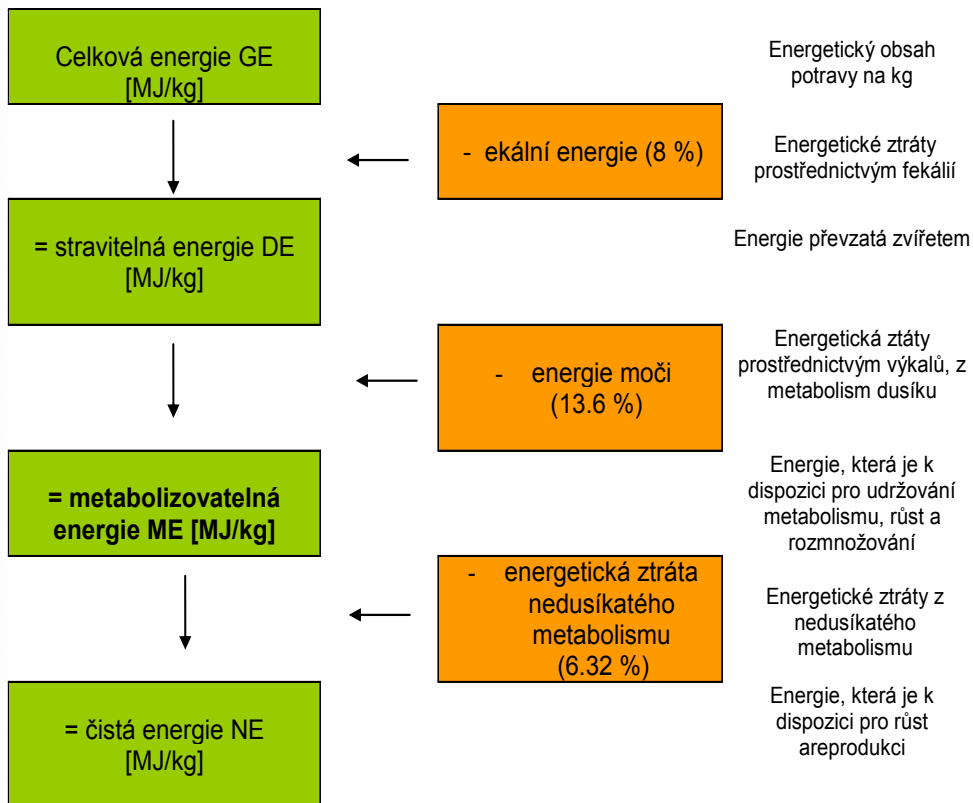 Celková energie GE
[MJ/kg]
Energetický obsah
potravy na kg
- ekální energie (8 %)
Energetické ztráty
prostřednictvým fekálií
= stravitelná energie DE
[MJ/kg]
Energie převzatá zvířetem
- energie moči
(13.6 %)
Energetická ztáty
prostřednictvým výkalů, z
metabolism dusíku
= metabolizovatelná
energie ME [MJ/kg]
Energie, která je k
dispozici pro udržování
metabolismu, růst a
rozmnožování
- energetická ztráta
nedusíkatého
metabolismu
(6.32 %)
Energetické ztráty z
nedusíkatého
metabolismu
= čistá energie NE
[MJ/kg]
Energie, která je k
dispozici pro růst
areprodukci